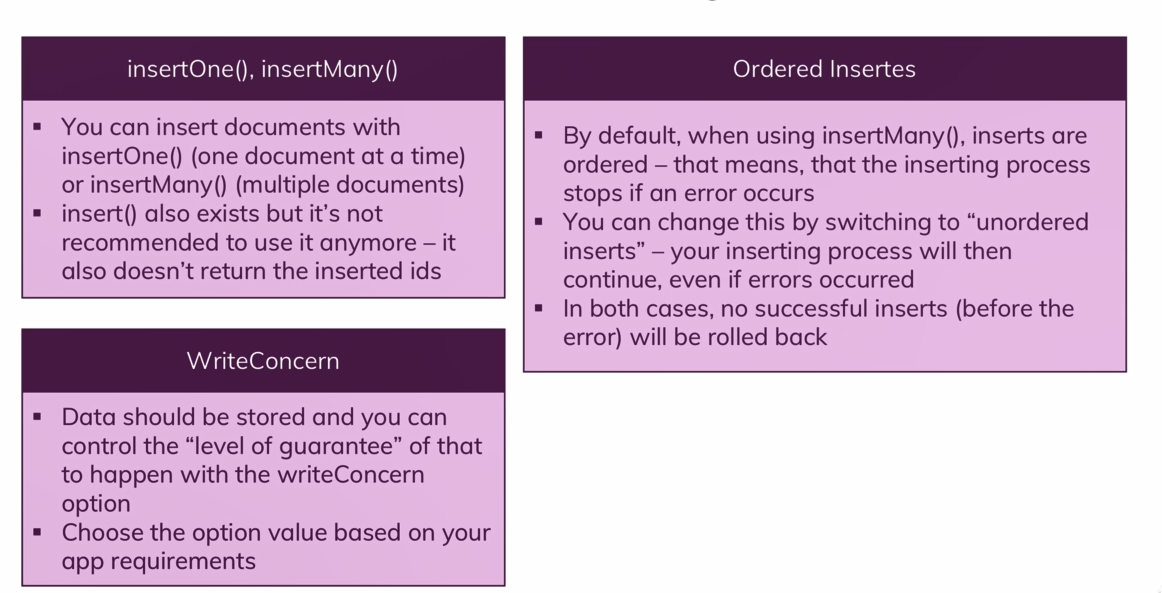 insertOne(), insertMany()
▪ You can insert documents with
insertOne() (one document at a time)
or insertMany() (multiple documents)
▪ insert() also exists but it’s not
recommended to use it anymore – it
also doesn’t return the inserted ids
WriteConcern
▪ Data should be stored and you can
control the “level of guarantee” of that
to happen with the writeConcern
option
▪ Choose the option value based on your
app requirements
Ordered Insertes
▪ By default, when using insertMany(), inserts are
ordered – that means, that the inserting process
stops if an error occurs
▪ You can change this by switching to “unordered
inserts” – your inserting process will then
continue, even if errors occurred
▪ In both cases, no successful inserts (before the
error) will be rolled back